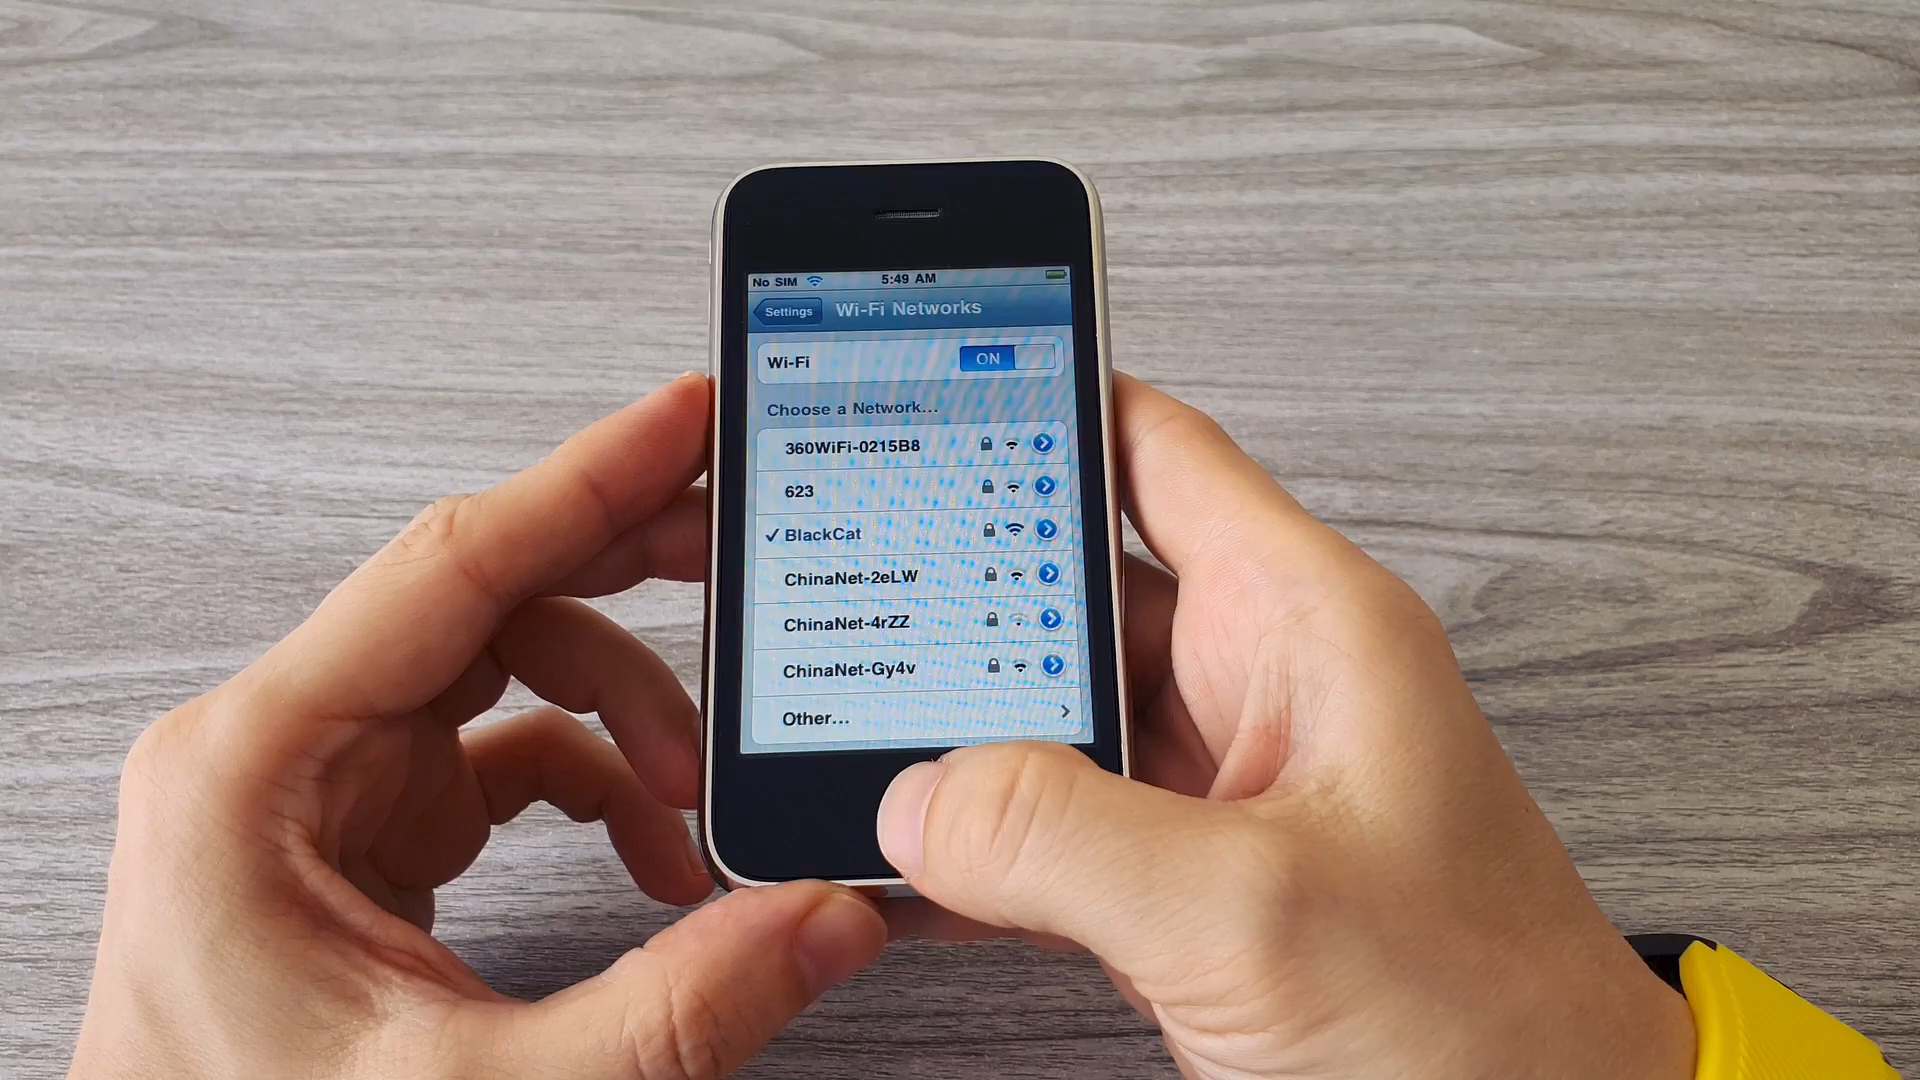 No SIM 5:49 AM
Settings Wi-Fi Networks
Wi-Fi ON
Choose a Network...
360WiFi-0215B8
623
✓ BlackCat
ChinaNet-2eLW
ChinaNet-4rZZ
ChinaNet-Gy4v
Other...